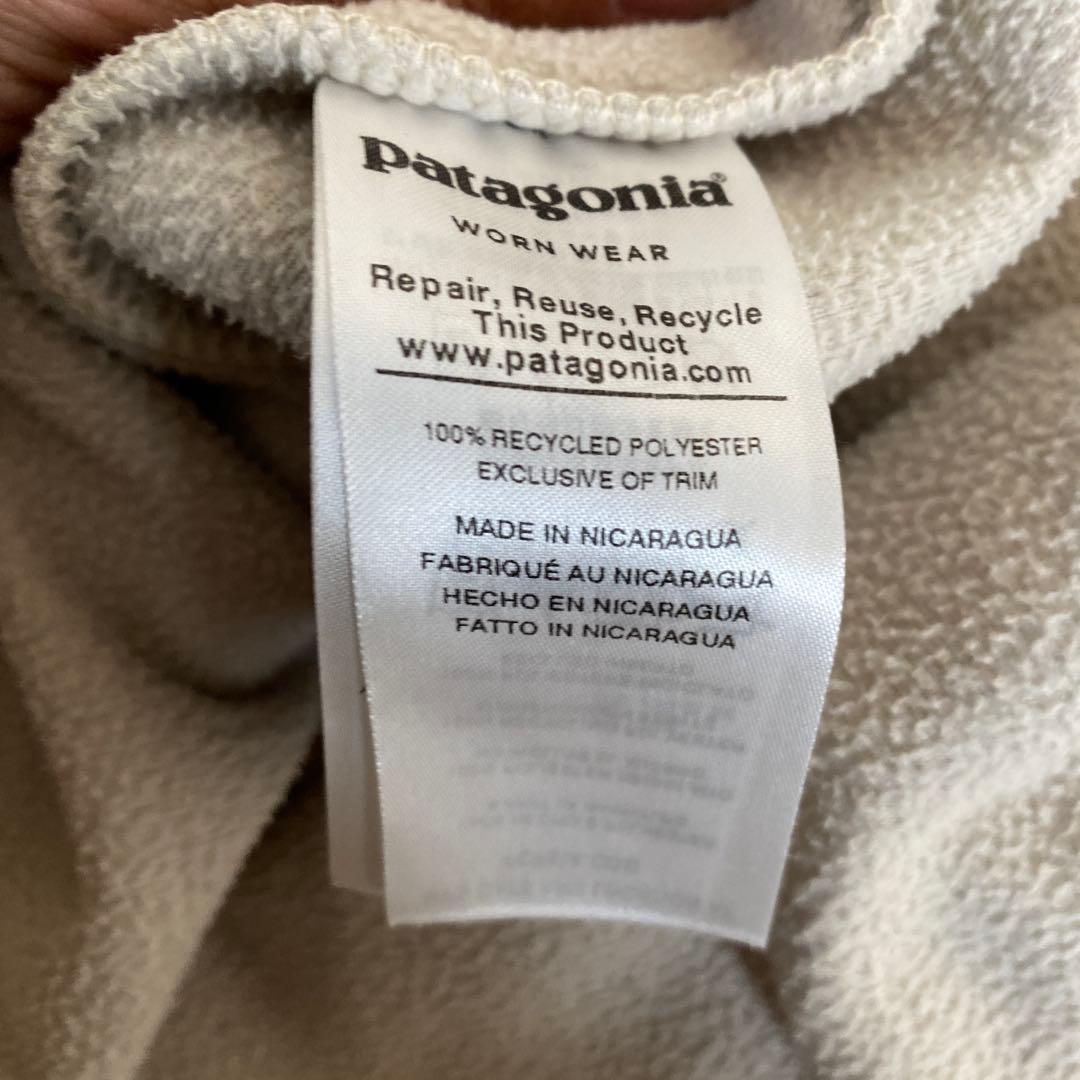 patagonia®
WORN WEAR
Repair, Reuse, Recycle
This Product
www.patagonia.com
100% RECYCLED POLYESTER
EXCLUSIVE OF TRIM
MADE IN NICARAGUA
FABRIQUÉ AU NICARAGUA
HECHO EN NICARAGUA
FATTO IN NICARAGUA